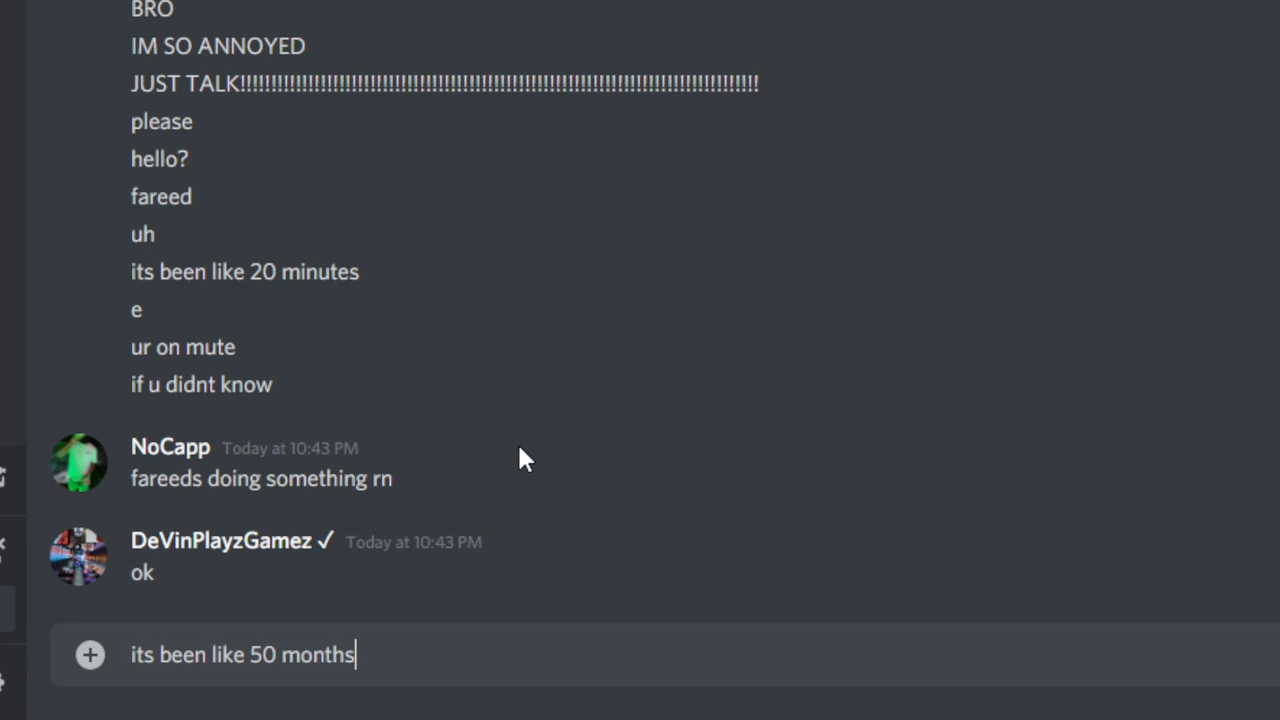 BRO
IM SO ANNOYED
JUST TALK!!!!!!!!!!!!!!!!!!!!!!!!!!!!!!!!!!!!!!!!!!!!!!!!!!!!!!!!!!!!!!!!!!!!!!!!!!!!!!!!!!!!
please
hello?
fareed
uh
its been like 20 minutes
e
ur on mute
if u didnt know
NoCapp Today at 10:43 PM
fareeds doing something rn
DeVinPlayzGamez ✓ Today at 10:43 PM
ok
its been like 50 months